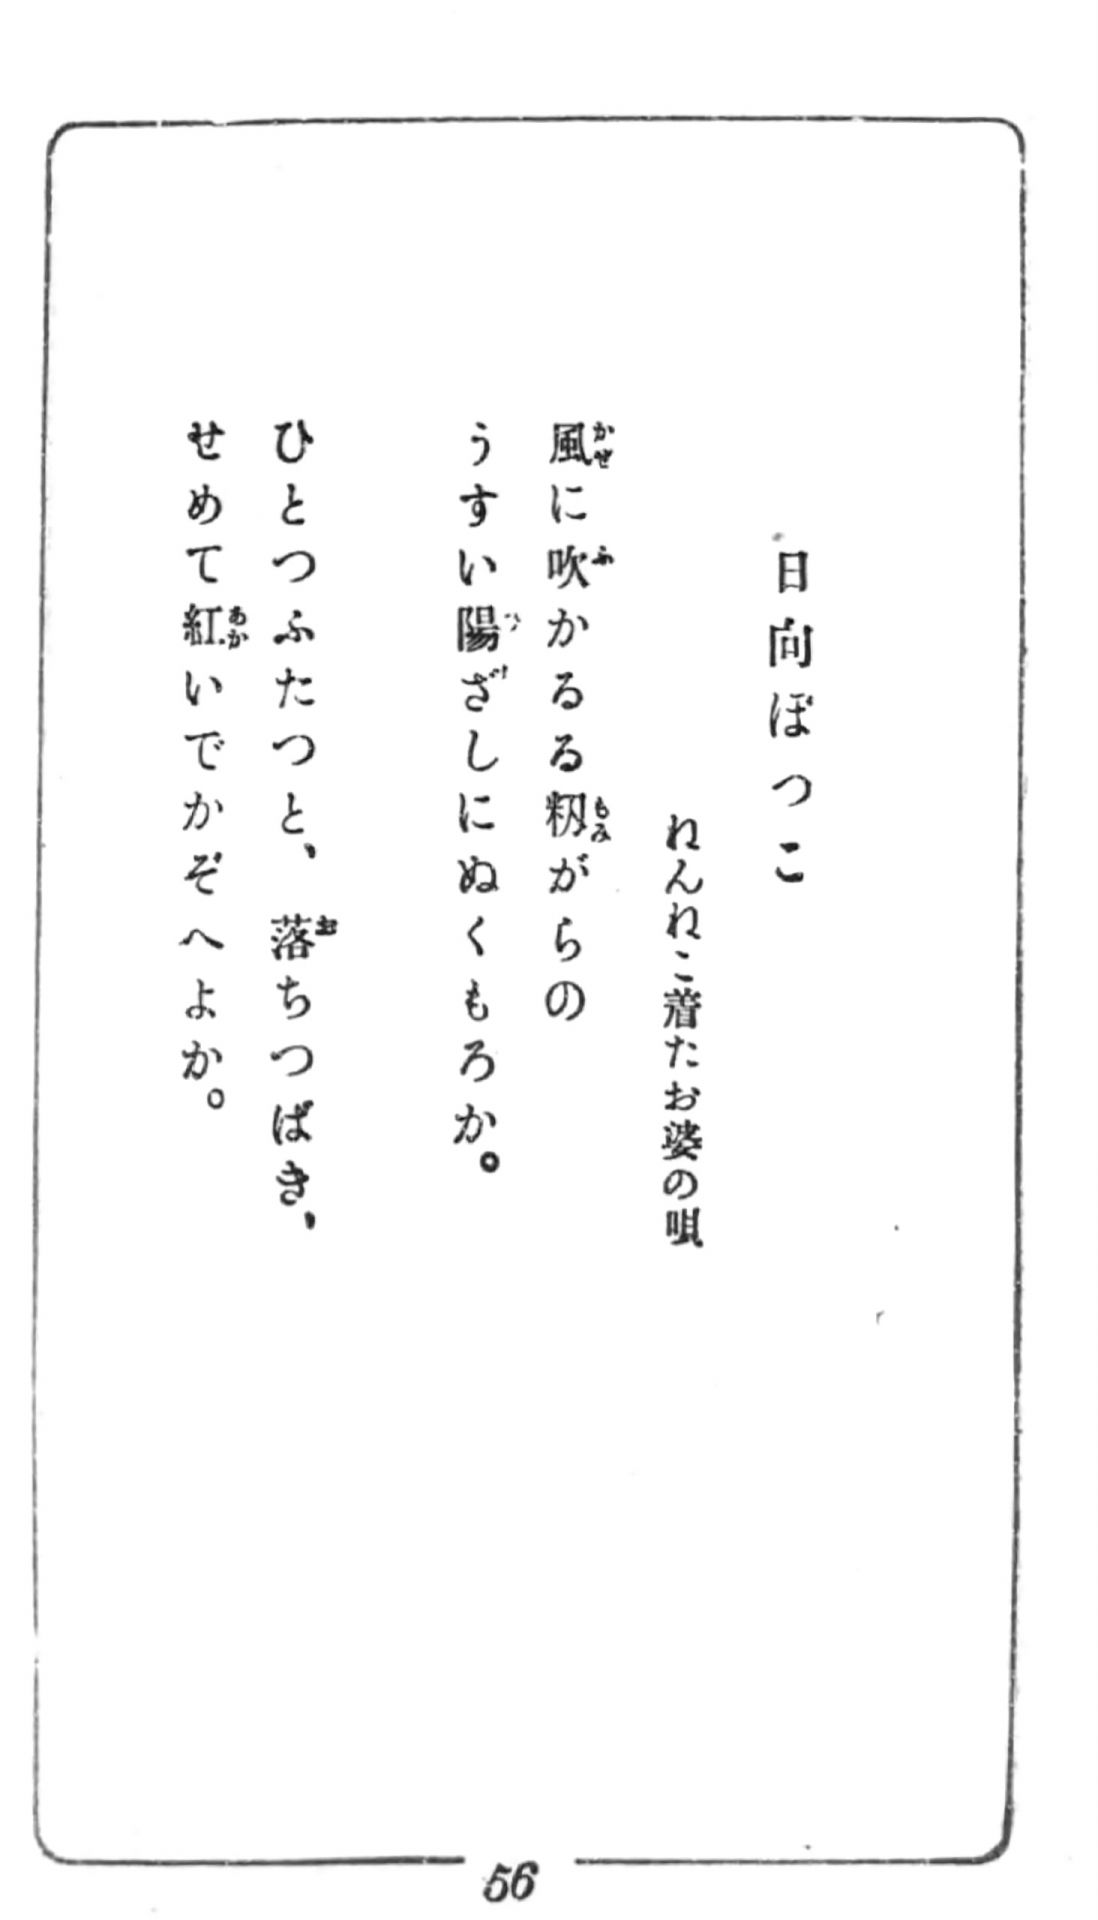 日向ぼつこ
ねんねこ着たお婆の唄
風に吹かるる籾がらの
うすい陽ざしにぬくもろか。
ひとつふたつと、落ちつばき、
せめて紅いでかぞへよか。
56